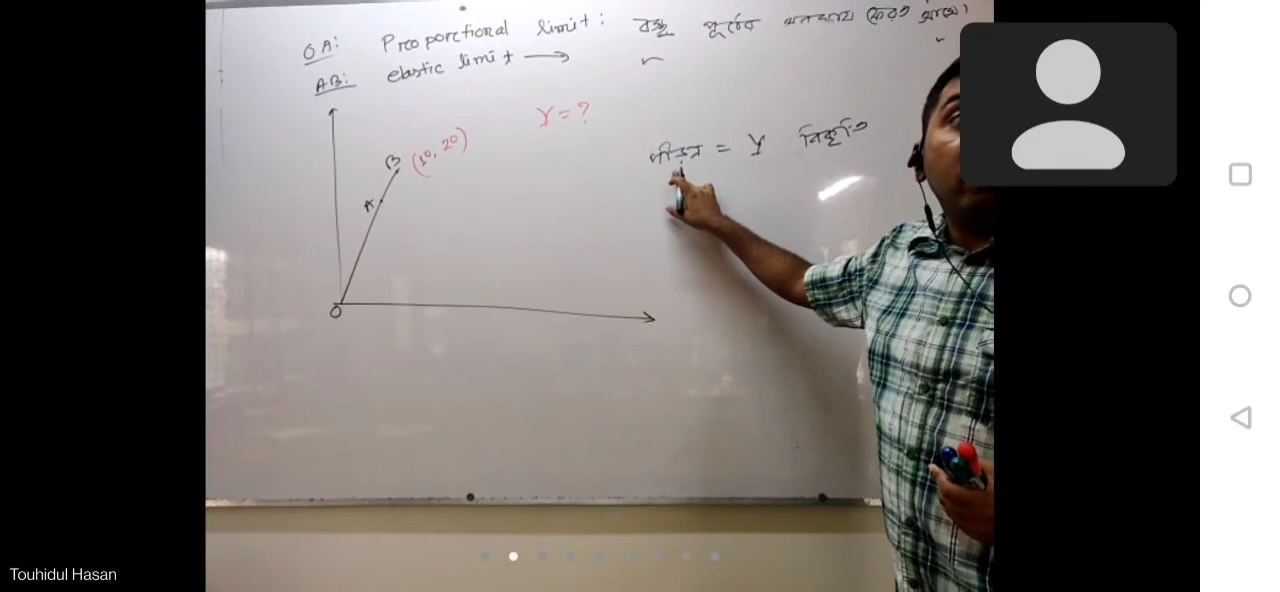 OA: Proportional limit: বস্তু পূর্বের অবস্থায় ফেরত আসে।
AB: elastic limit →
Y = ?
B (10, 20)
A
পীড়ন = Y বিকৃতি
O
Touhidul Hasan